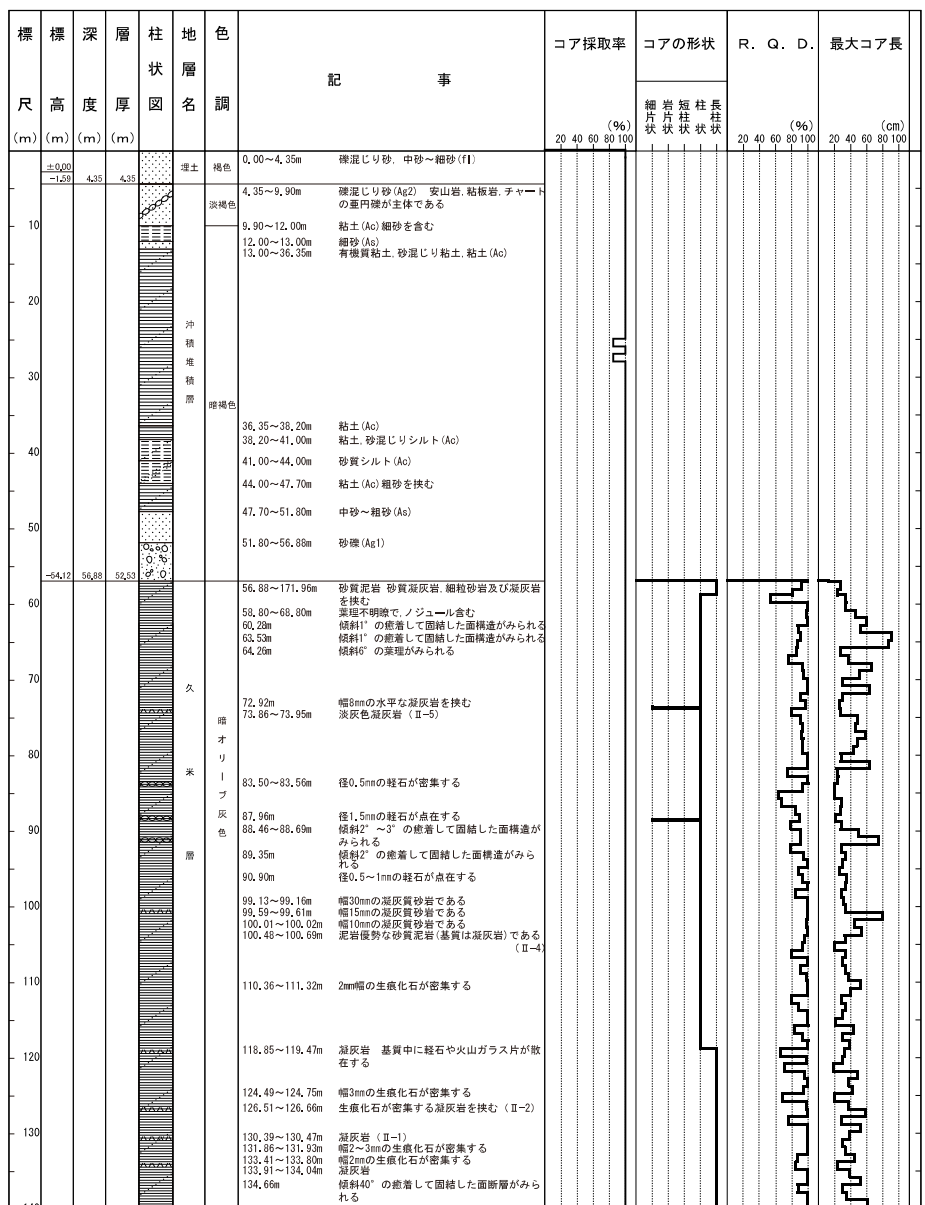 標尺(m) 標高(m) 深度(m) 層厚(m) 柱状図 地層名 色調 記事 コア採取率 コアの形状 R. Q. D. 最大コア長
細片状 岩片状 短柱状 柱状 長柱状
(%) (%) (cm)
20 40 60 80 100 20 40 60 80 100 20 40 60 80 100
±0.00
-1.59 4.35 4.35
埋土 褐色
0.00～4.35m 礫混じり砂, 中砂～細砂(fl)
淡褐色
4.35～9.90m 礫混じり砂(Ag2) 安山岩,粘板岩,チャート
の亜円礫が主体である
10
9.90～12.00m 粘土(Ac)細砂を含む
12.00～13.00m 細砂(As)
13.00～36.35m 有機質粘土,砂混じり粘土,粘土(Ac)
20
沖積堆積層
30
暗褐色
36.35～38.20m 粘土(Ac)
38.20～41.00m 粘土,砂混じりシルト(Ac)
40
41.00～44.00m 砂質シルト(Ac)
44.00～47.70m 粘土(Ac)粗砂を挟む
47.70～51.80m 中砂～粗砂(As)
50
51.80～56.88m 砂礫(Ag1)
-54.12 56.88 52.53
56.88～171.96m 砂質泥岩 砂質凝灰岩,細粒砂岩及び凝灰岩
を挟む
60
58.80～68.80m 葉理不明瞭で,ノジュール含む
60.28m 傾斜1°の癒着して固結した面構造がみられる
63.53m 傾斜1°の癒着して固結した面構造がみられる
64.26m 傾斜6°の葉理がみられる
70
久米層
暗オリーブ灰色
72.92m 幅8mmの水平な凝灰岩を挟む
73.86～73.95m 淡灰色凝灰岩 (Ⅱ-5)
80
83.50～83.56m 径0.5mmの軽石が密集する
87.96m 径1.5mmの軽石が点在する
88.46～88.69m 傾斜2°～3°の癒着して固結した面構造が
みられる
90
89.35m 傾斜2°の癒着して固結した面構造がみら
れる
90.90m 径0.5～1mmの軽石が点在する
99.13～99.16m 幅30mmの凝灰質砂岩である
100
99.59～99.61m 幅15mmの凝灰質砂岩である
100.01～100.02m 幅10mmの凝灰質砂岩である
100.48～100.69m 泥岩優勢な砂質泥岩(基質は凝灰岩)である
(Ⅱ-4)
110
110.36～111.32m 2mm幅の生痕化石が密集する
118.85～119.47m 凝灰岩 基質中に軽石や火山ガラス片が散
在する
120
124.49～124.75m 幅3mmの生痕化石が密集する
126.51～126.66m 生痕化石が密集する凝灰岩を挟む (Ⅱ-2)
130
130.39～130.47m 凝灰岩 (Ⅱ-1)
131.86～131.93m 幅2～3mmの生痕化石が密集する
133.41～133.80m 幅2mmの生痕化石が密集する
133.91～134.04m 凝灰岩
134.66m 傾斜40°の癒着して固結した面断層がみら
れる